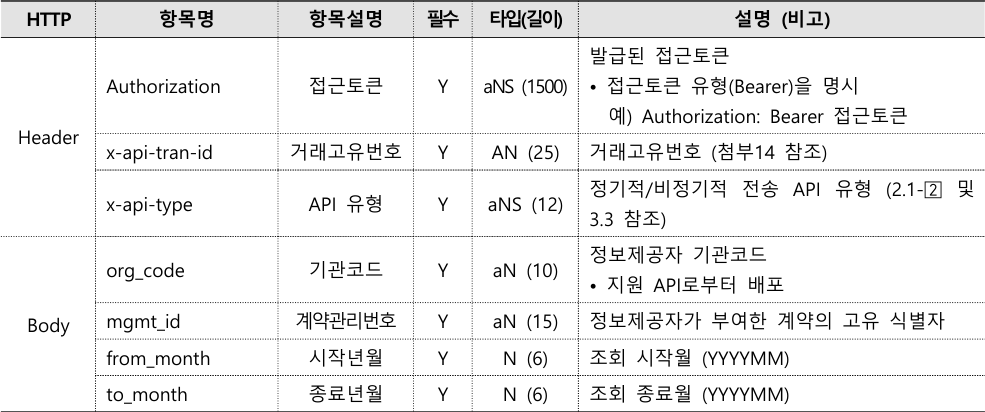 HTTP 항목명 항목설명 필수 타입(길이) 설명 (비고)
Header
Authorization 접근토큰 Y aNS (1500) 발급된 접근토큰
• 접근토큰 유형(Bearer)을 명시
예) Authorization: Bearer 접근토큰
x-api-tran-id 거래고유번호 Y AN (25) 거래고유번호 (첨부14 참조)
x-api-type API 유형 Y aNS (12) 정기적/비정기적 전송 API 유형 (2.1-2 및
3.3 참조)
Body
org_code 기관코드 Y aN (10) 정보제공자 기관코드
• 지원 API로부터 배포
mgmt_id 계약관리번호 Y aN (15) 정보제공자가 부여한 계약의 고유 식별자
from_month 시작년월 Y N (6) 조회 시작월 (YYYYMM)
to_month 종료년월 Y N (6) 조회 종료월 (YYYYMM)